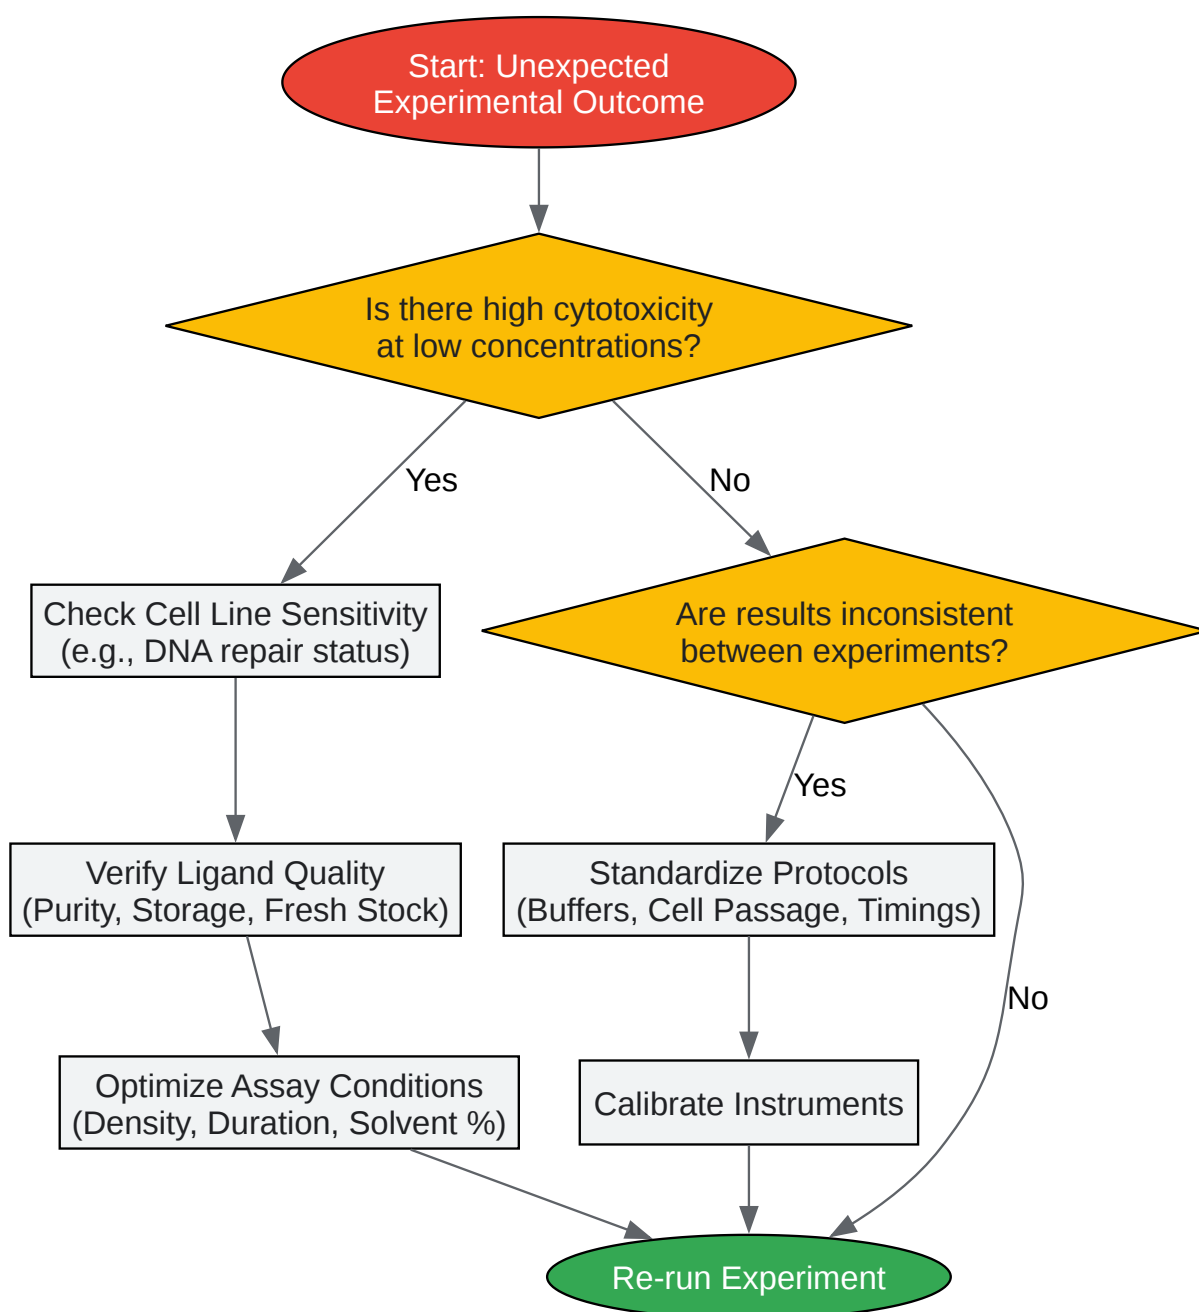 Start: Unexpected
Experimental Outcome
Is there high cytotoxicity
at low concentrations?
Yes
No
Check Cell Line Sensitivity
(e.g., DNA repair status)
Are results inconsistent
between experiments?
Yes
Verify Ligand Quality
(Purity, Storage, Fresh Stock)
Standardize Protocols
(Buffers, Cell Passage, Timings)
No
Optimize Assay Conditions
(Density, Duration, Solvent %)
Calibrate Instruments
Re-run Experiment